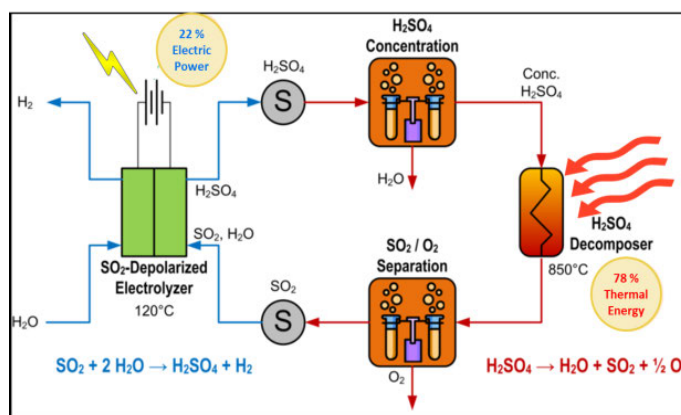 22 %
Electric
Power
H₂SO₄
Concentration
H₂SO₄
Conc.
H₂SO₄
H₂
S
H₂SO₄
H₂O
SO₂, H₂O
SO₂ / O₂
Separation
H₂SO₄
Decomposer
850°C
SO₂-Depolarized
Electrolyzer
120°C
SO₂
78 %
Thermal
Energy
H₂O
S
O₂
SO₂ + 2 H₂O → H₂SO₄ + H₂
H₂SO₄ → H₂O + SO₂ + ½ O